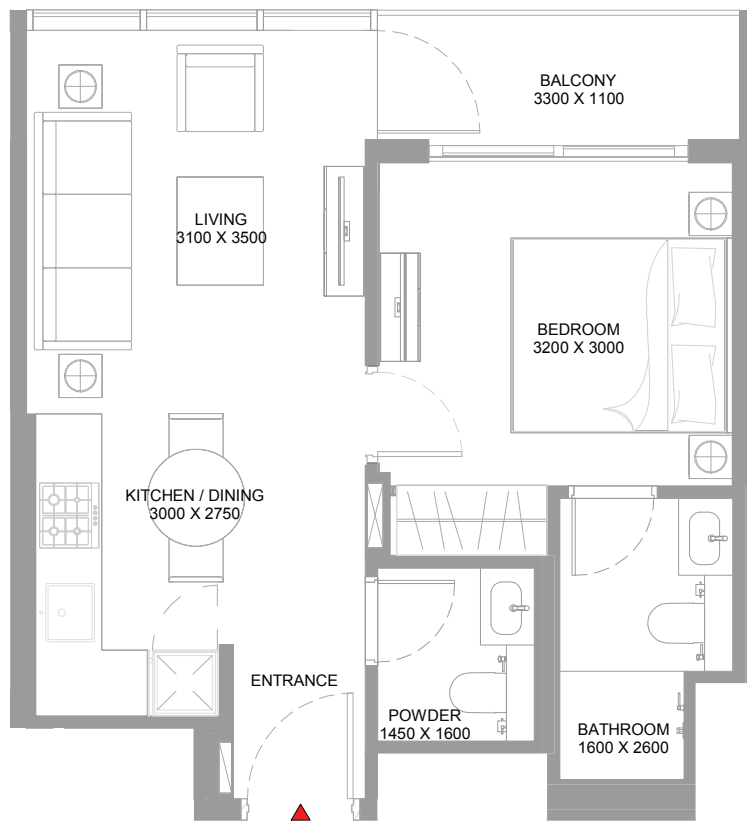 BALCONY
3300 X 1100
LIVING
3100 X 3500
BEDROOM
3200 X 3000
KITCHEN / DINING
3000 X 2750
ENTRANCE
POWDER
1450 X 1600
BATHROOM
1600 X 2600